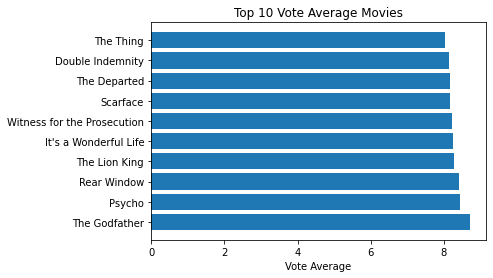 Top 10 Vote Average Movies
The Thing
Double Indemnity
The Departed
Scarface
Witness for the Prosecution
It's a Wonderful Life
The Lion King
Rear Window
Psycho
The Godfather
0 2 4 6 8
Vote Average